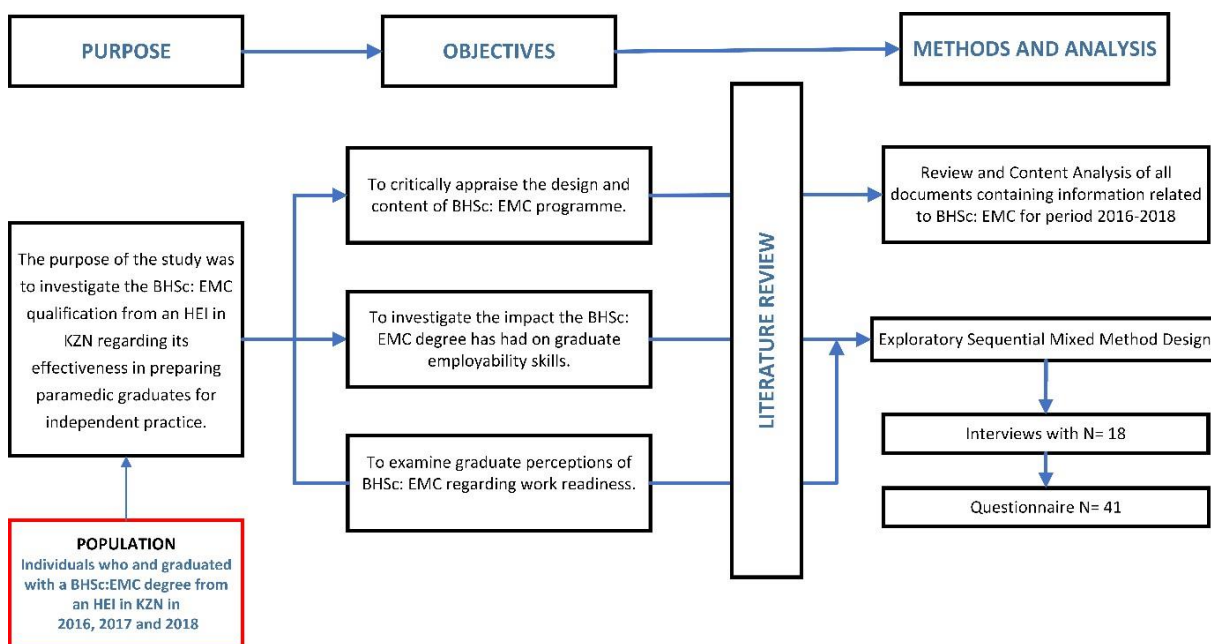 PURPOSE
OBJECTIVES
METHODS AND ANALYSIS
The purpose of the study was
to investigate the BHSc: EMC
qualification from an HEI in
KZN regarding its
effectiveness in preparing
paramedic graduates for
independent practice.
POPULATION
Individuals who and graduated
with a BHSc:EMC degree from
an HEI in KZN in
2016, 2017 and 2018
To critically appraise the design and
content of BHSc: EMC programme.
To investigate the impact the BHSc:
EMC degree has had on graduate
employability skills.
To examine graduate perceptions of
BHSc: EMC regarding work readiness.
LITERATURE REVIEW
Review and Content Analysis of all
documents containing information related
to BHSc: EMC for period 2016-2018
Exploratory Sequential Mixed Method Design
Interviews with N= 18
Questionnaire N= 41